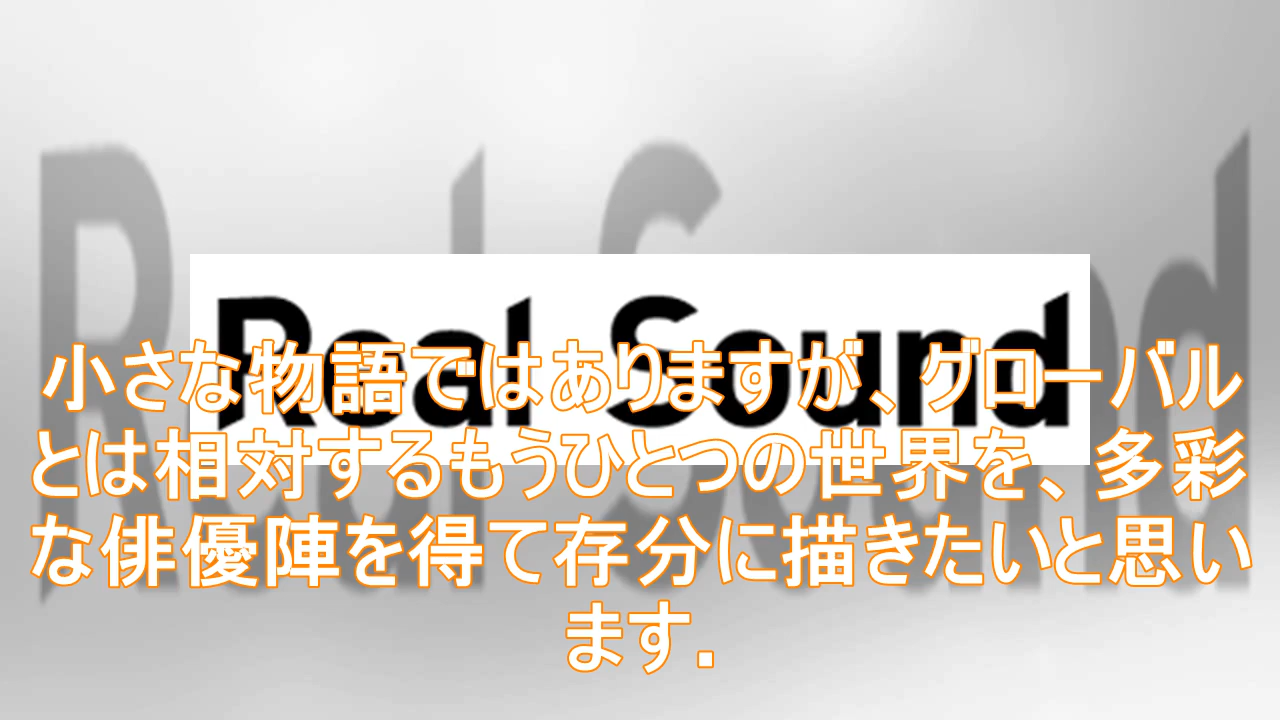 Real Sound
Real Sound
小さな物語ではありますが、グローバル
とは相対するもうひとつの世界を、多彩
な俳優陣を得て存分に描きたいと思い
ます.